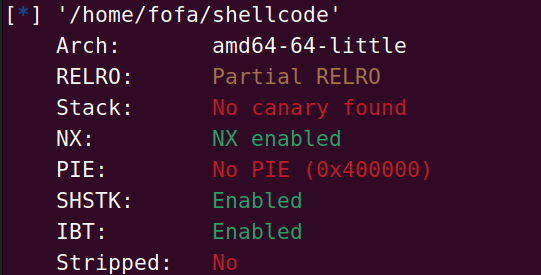 [*] '/home/fofa/shellcode'
Arch: amd64-64-little
RELRO: Partial RELRO
Stack: No canary found
NX: NX enabled
PIE: No PIE (0x400000)
SHSTK: Enabled
IBT: Enabled
Stripped: No